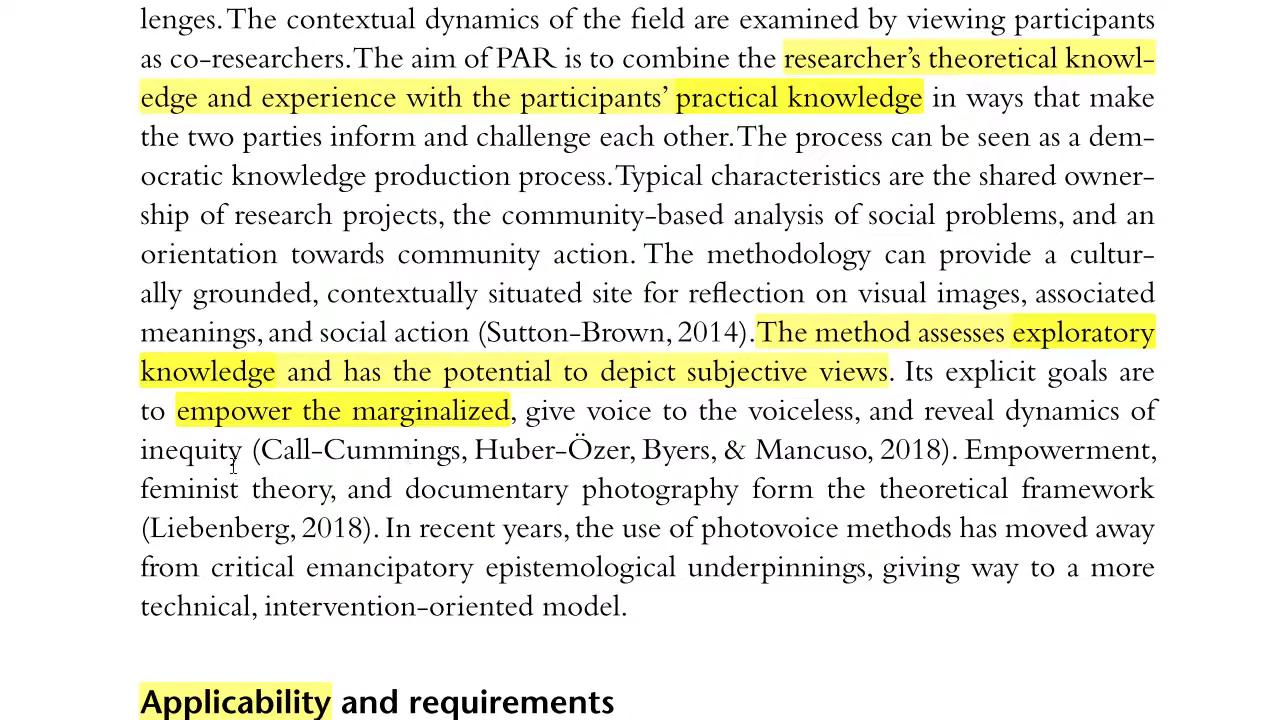 lenges. The contextual dynamics of the field are examined by viewing participants
as co-researchers. The aim of PAR is to combine the researcher's theoretical knowl-
edge and experience with the participants' practical knowledge in ways that make
the two parties inform and challenge each other. The process can be seen as a dem-
ocratic knowledge production process. Typical characteristics are the shared owner-
ship of research projects, the community-based analysis of social problems, and an
orientation towards community action. The methodology can provide a cultur-
ally grounded, contextually situated site for reflection on visual images, associated
meanings, and social action (Sutton-Brown, 2014). The method assesses exploratory
knowledge and has the potential to depict subjective views. Its explicit goals are
to empower the marginalized, give voice to the voiceless, and reveal dynamics of
inequity (Call-Cummings, Huber-Özer, Byers, & Mancuso, 2018). Empowerment,
feminist theory, and documentary photography form the theoretical framework
(Liebenberg, 2018). In recent years, the use of photovoice methods has moved away
from critical emancipatory epistemological underpinnings, giving way to a more
technical, intervention-oriented model.
Applicability and requirements